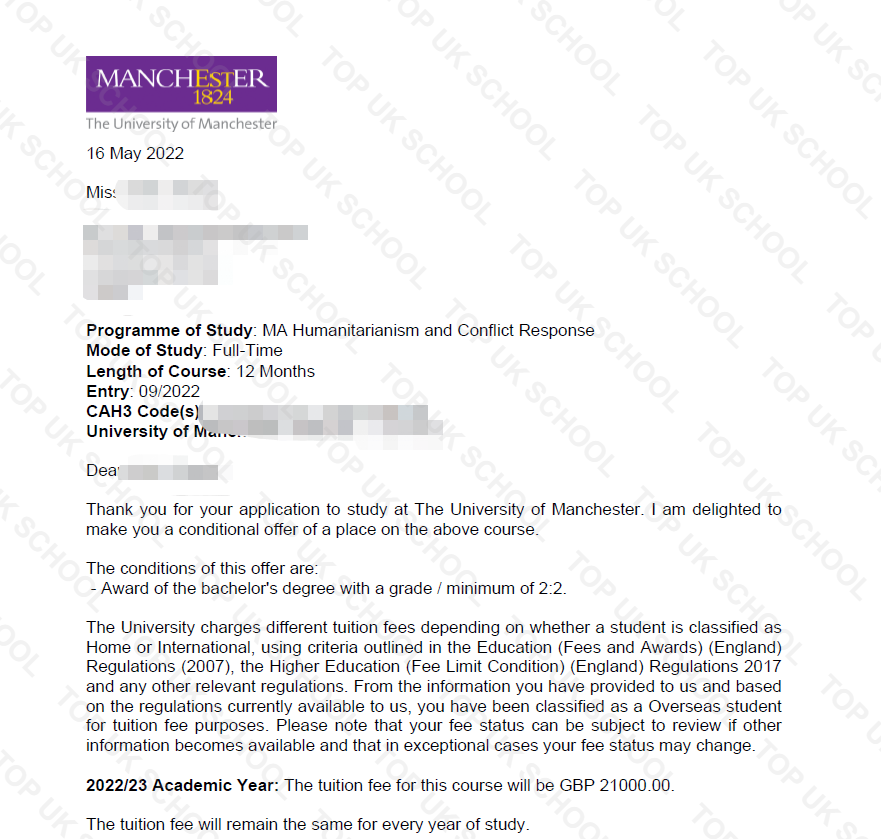 MANCHESTER
1824
The University of Manchester
16 May 2022
Miss
Programme of Study: MA Humanitarianism and Conflict Response
Mode of Study: Full-Time
Length of Course: 12 Months
Entry: 09/2022
CAH3 Code(s)
University of
Dear
Thank you for your application to study at The University of Manchester. I am delighted to
make you a conditional offer of a place on the above course.
The conditions of this offer are:
- Award of the bachelor's degree with a grade / minimum of 2:2.
The University charges different tuition fees depending on whether a student is classified as
Home or International, using criteria outlined in the Education (Fees and Awards) (England)
Regulations (2007), the Higher Education (Fee Limit Condition) (England) Regulations 2017
and any other relevant regulations. From the information you have provided to us and based
on the regulations currently available to us, you have been classified as a Overseas student
for tuition fee purposes. Please note that your fee status can be subject to review if other
information becomes available and that in exceptional cases your fee status may change.
2022/23 Academic Year: The tuition fee for this course will be GBP 21000.00.
The tuition fee will remain the same for every year of study.
TOP UK SCHOOL